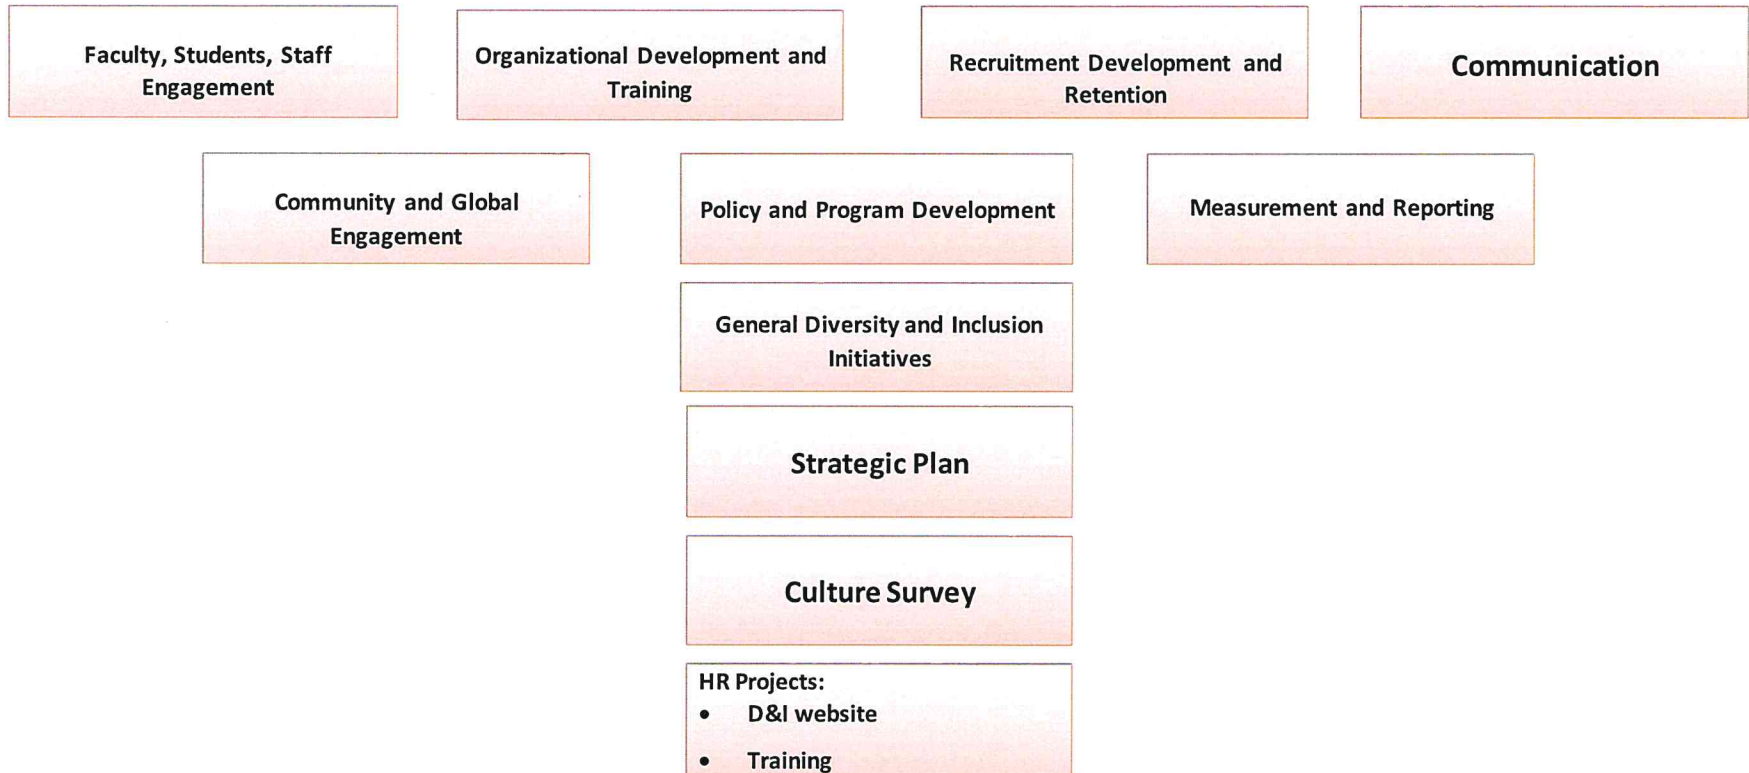 Faculty, Students, Staff
Engagement
Organizational Development and
Training
Recruitment Development and
Retention
Communication
Community and Global
Engagement
Policy and Program Development
Measurement and Reporting
General Diversity and Inclusion
Initiatives
Strategic Plan
Culture Survey
HR Projects:
• D&I website
• Training